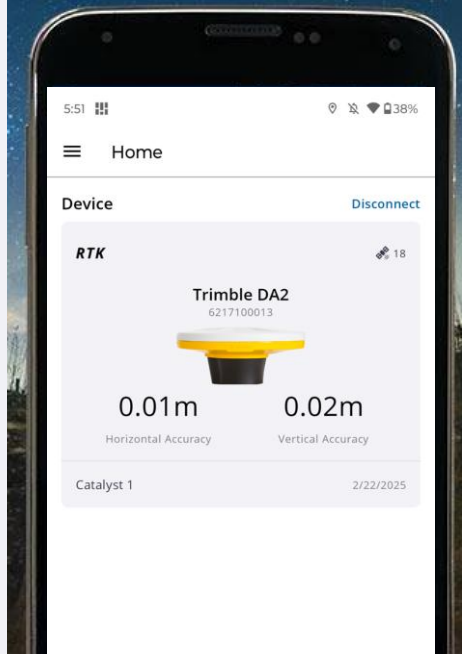 5:51 38%
Home
Device Disconnect
RTK 18
Trimble DA2
6217100013
0.01m 0.02m
Horizontal Accuracy Vertical Accuracy
Catalyst 1 2/22/2025